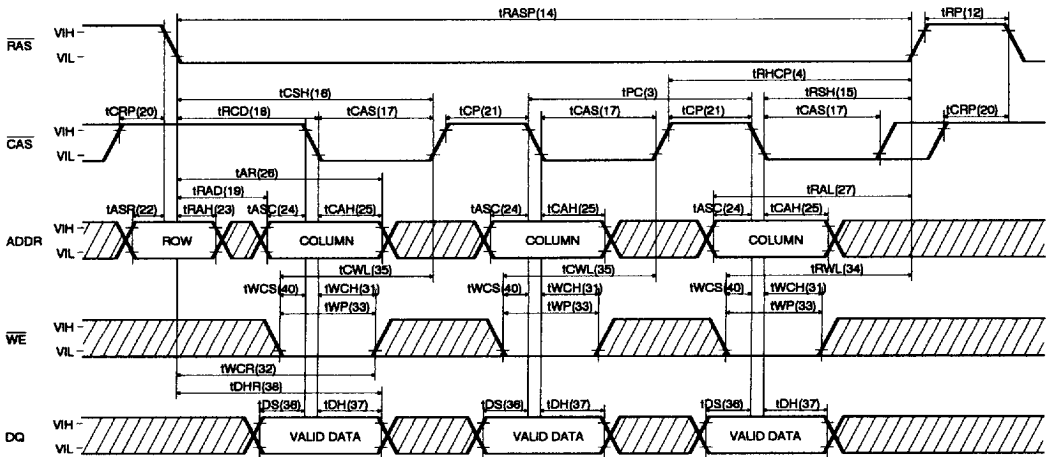 tRASP(14)
tRP(12)
VIH
RAS
VIL
tRHCP(4)
tCSH(16)
tPC(3)
tRSH(15)
tCRP(20)
tRCD(18)
tCAS(17)
tCP(21)
tCAS(17)
tCP(21)
tCAS(17)
tCRP(20)
VIH
CAS
VIL
tAR(26)
tRAD(19)
tRAL(27)
tASR(22)
tRAH(23)
tASC(24)
tCAH(25)
tASC(24)
tCAH(25)
tASC(24)
tCAH(25)
VIH
ADDR
VIL
ROW
COLUMN
COLUMN
COLUMN
tCWL(35)
tCWL(35)
tRWL(34)
tWCS(40)
tWCH(31)
tWCS(40)
tWCH(31)
tWCS(40)
tWCH(31)
tWP(33)
tWP(33)
tWP(33)
VIH
WE
VIL
tWCR(32)
tDHR(38)
tDS(36)
tDH(37)
tDS(36)
tDH(37)
tDS(36)
tDH(37)
VIH
DQ
VIL
VALID DATA
VALID DATA
VALID DATA